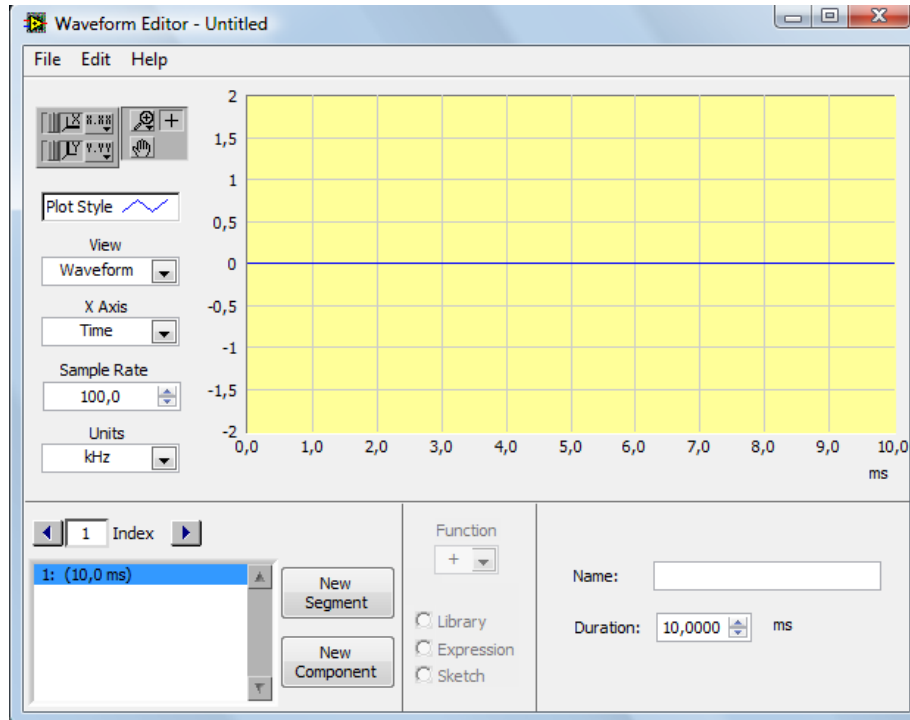 Waveform Editor - Untitled
File Edit Help
X X.XX
Y Y.YY
Plot Style
View
Waveform
X Axis
Time
Sample Rate
100,0
Units
kHz
2
1,5
1
0,5
0
-0,5
-1
-1,5
-2
0,0 1,0 2,0 3,0 4,0 5,0 6,0 7,0 8,0 9,0 10,0
ms
1 Index
1: (10,0 ms)
New
Segment
New
Component
Function
+
Library
Expression
Sketch
Name:
Duration: 10,0000 ms